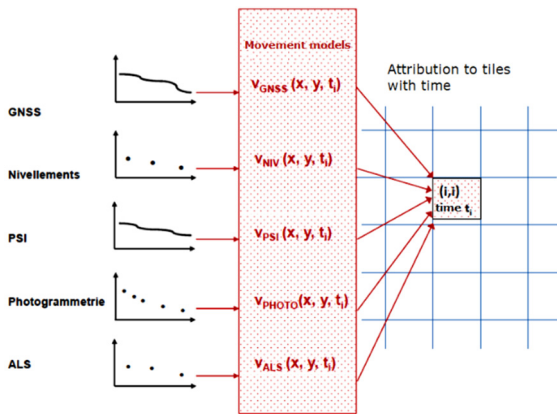 Movement models
Attribution to tiles
with time
GNSS
v_GNSS (x, y, t_i)
Nivellements
v_NIV (x, y, t_i)
(i,i)
time t_i
PSI
v_PSI (x, y, t_i)
Photogrammetrie
v_PHOTO (x, y, t_i)
ALS
v_ALS (x, y, t_i)